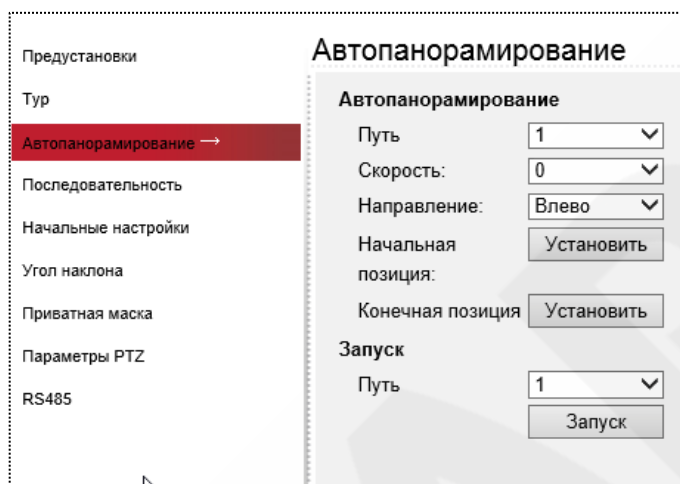 Предустановки
Тур
Автопанорамирование →
Последовательность
Начальные настройки
Угол наклона
Приватная маска
Параметры PTZ
RS485
Автопанорамирование
Автопанорамирование
Путь 1
Скорость: 0
Направление: Влево
Начальная позиция: Установить
Конечная позиция Установить
Запуск
Путь 1
Запуск